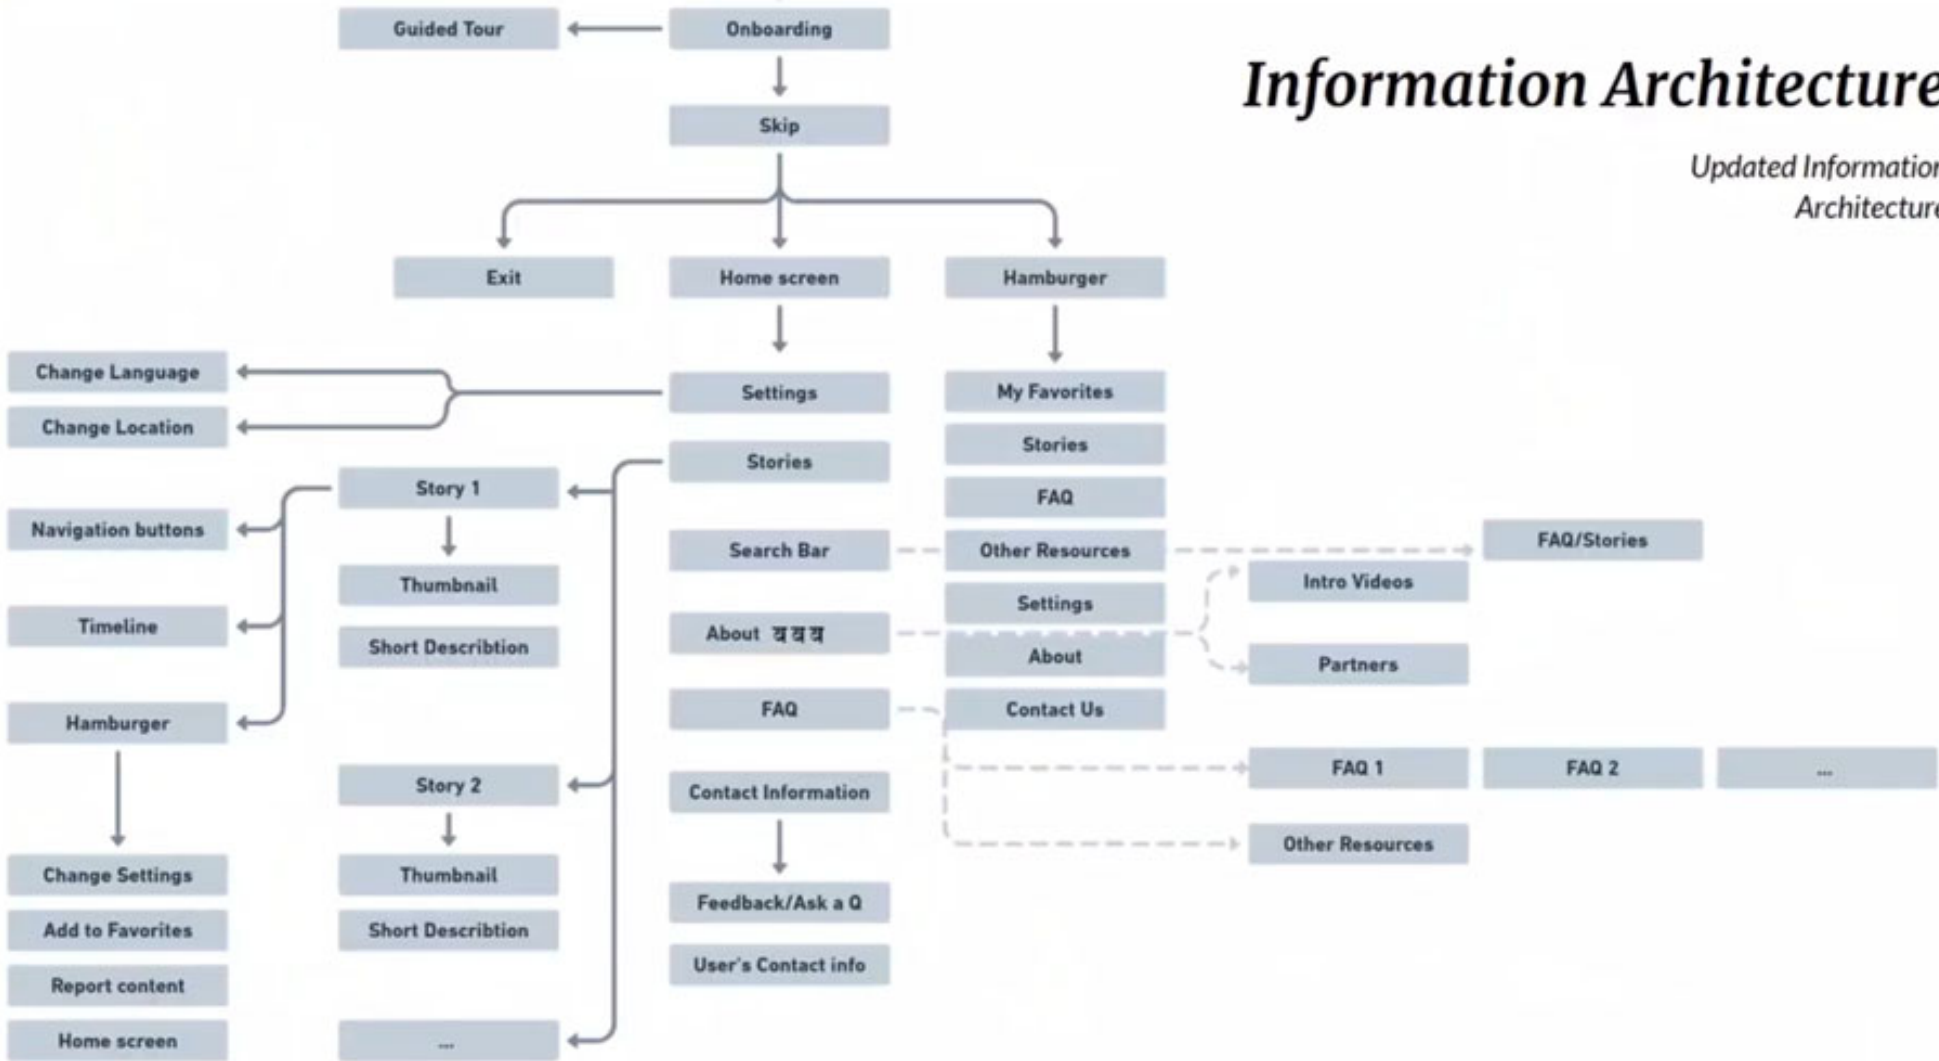 Guided Tour
Onboarding
Information Architecture
Skip
Updated Information
Architecture
Exit
Home screen
Hamburger
Change Language
Settings
My Favorites
Change Location
Stories
Stories
Story 1
FAQ
Navigation buttons
Search Bar
Other Resources
FAQ/Stories
Thumbnail
Intro Videos
Settings
Timeline
Short Describtion
About ववव
About
Partners
Hamburger
FAQ
Contact Us
Story 2
Contact Information
FAQ 1
FAQ 2
...
Other Resources
Change Settings
Thumbnail
Feedback/Ask a Q
Add to Favorites
Short Describtion
User's Contact info
Report content
Home screen
...